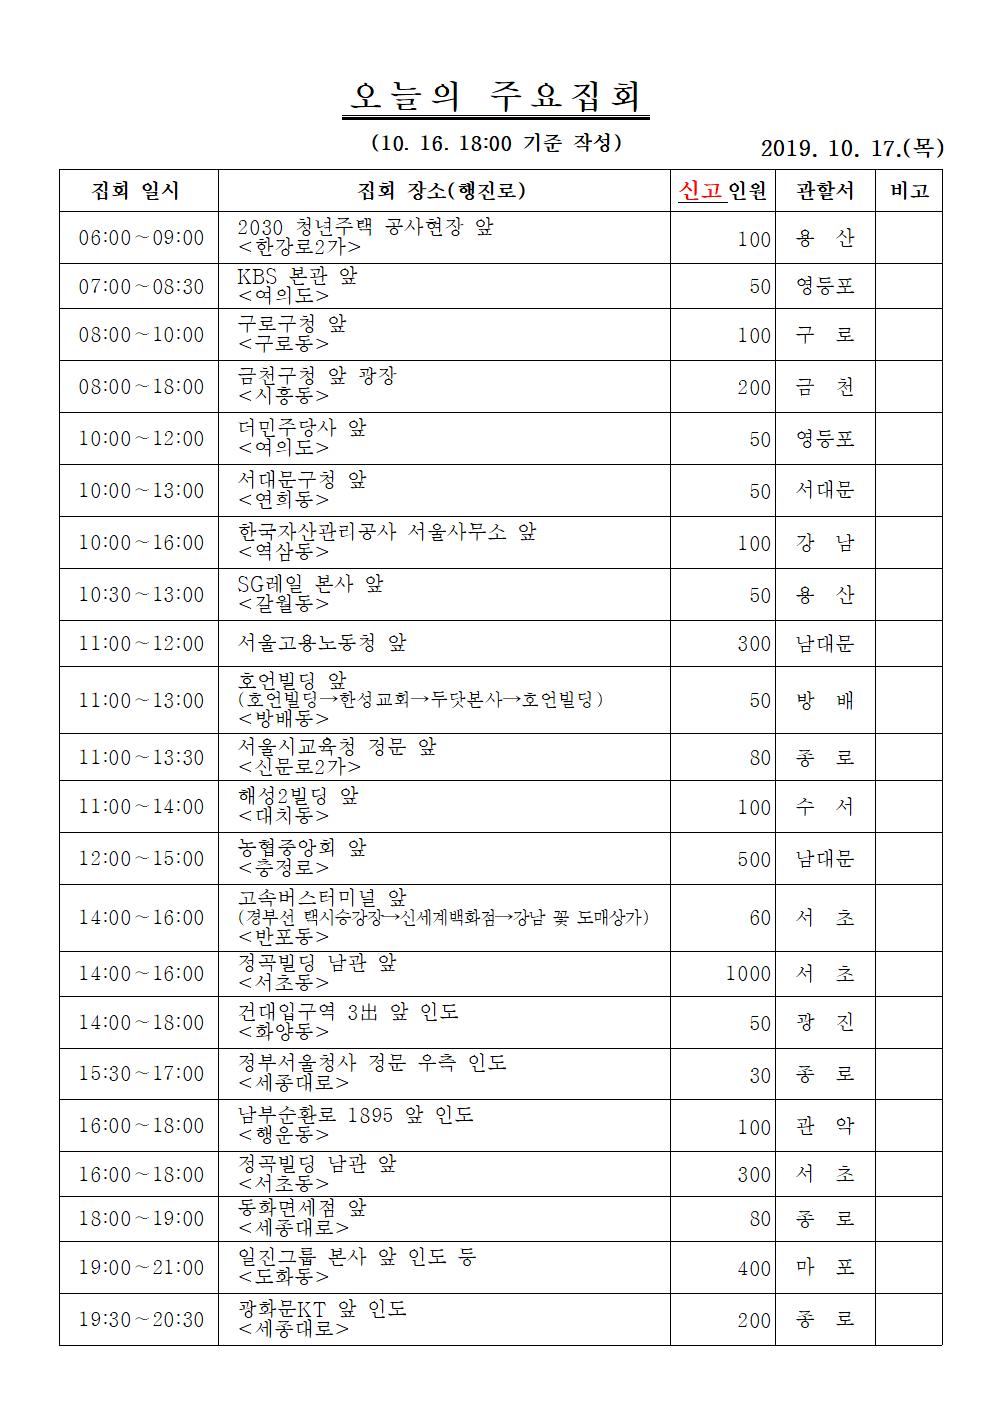 오늘의 주요집회
(10. 16. 18:00 기준 작성)
2019. 10. 17.(목)
집회 일시 집회 장소(행진로) 신고인원 관할서 비고
06:00~09:00 2030 청년주택 공사현장 앞 100 용 산
<한강로2가>
07:00~08:30 KBS 본관 앞 50 영등포
<여의도>
08:00~10:00 구로구청 앞 100 구 로
<구로동>
08:00~18:00 금천구청 앞 광장 200 금 천
<시흥동>
10:00~12:00 더민주당사 앞 50 영등포
<여의도>
10:00~13:00 서대문구청 앞 50 서대문
<연희동>
10:00~16:00 한국자산관리공사 서울사무소 앞 100 강 남
<역삼동>
10:30~13:00 SG레일 본사 앞 50 용 산
<갈월동>
11:00~12:00 서울고용노동청 앞 300 남대문
11:00~13:00 호언빌딩 앞 50 방 배
(호언빌딩→한성교회→두닷본사→호언빌딩)
<방배동>
11:00~13:30 서울시교육청 정문 앞 80 종 로
<신문로2가>
11:00~14:00 해성2빌딩 앞 100 수 서
<대치동>
12:00~15:00 농협중앙회 앞 500 남대문
<충정로>
14:00~16:00 고속버스터미널 앞 60 서 초
(경부선 택시승강장→신세계백화점→강남 꽃 도매상가)
<반포동>
14:00~16:00 정곡빌딩 남관 앞 1000 서 초
<서초동>
14:00~18:00 건대입구역 3出 앞 인도 50 광 진
<화양동>
15:30~17:00 정부서울청사 정문 우측 인도 30 종 로
<세종대로>
16:00~18:00 남부순환로 1895 앞 인도 100 관 악
<행운동>
16:00~18:00 정곡빌딩 남관 앞 300 서 초
<서초동>
18:00~19:00 동화면세점 앞 80 종 로
<세종대로>
19:00~21:00 일진그룹 본사 앞 인도 등 400 마 포
<도화동>
19:30~20:30 광화문KT 앞 인도 200 종 로
<세종대로>